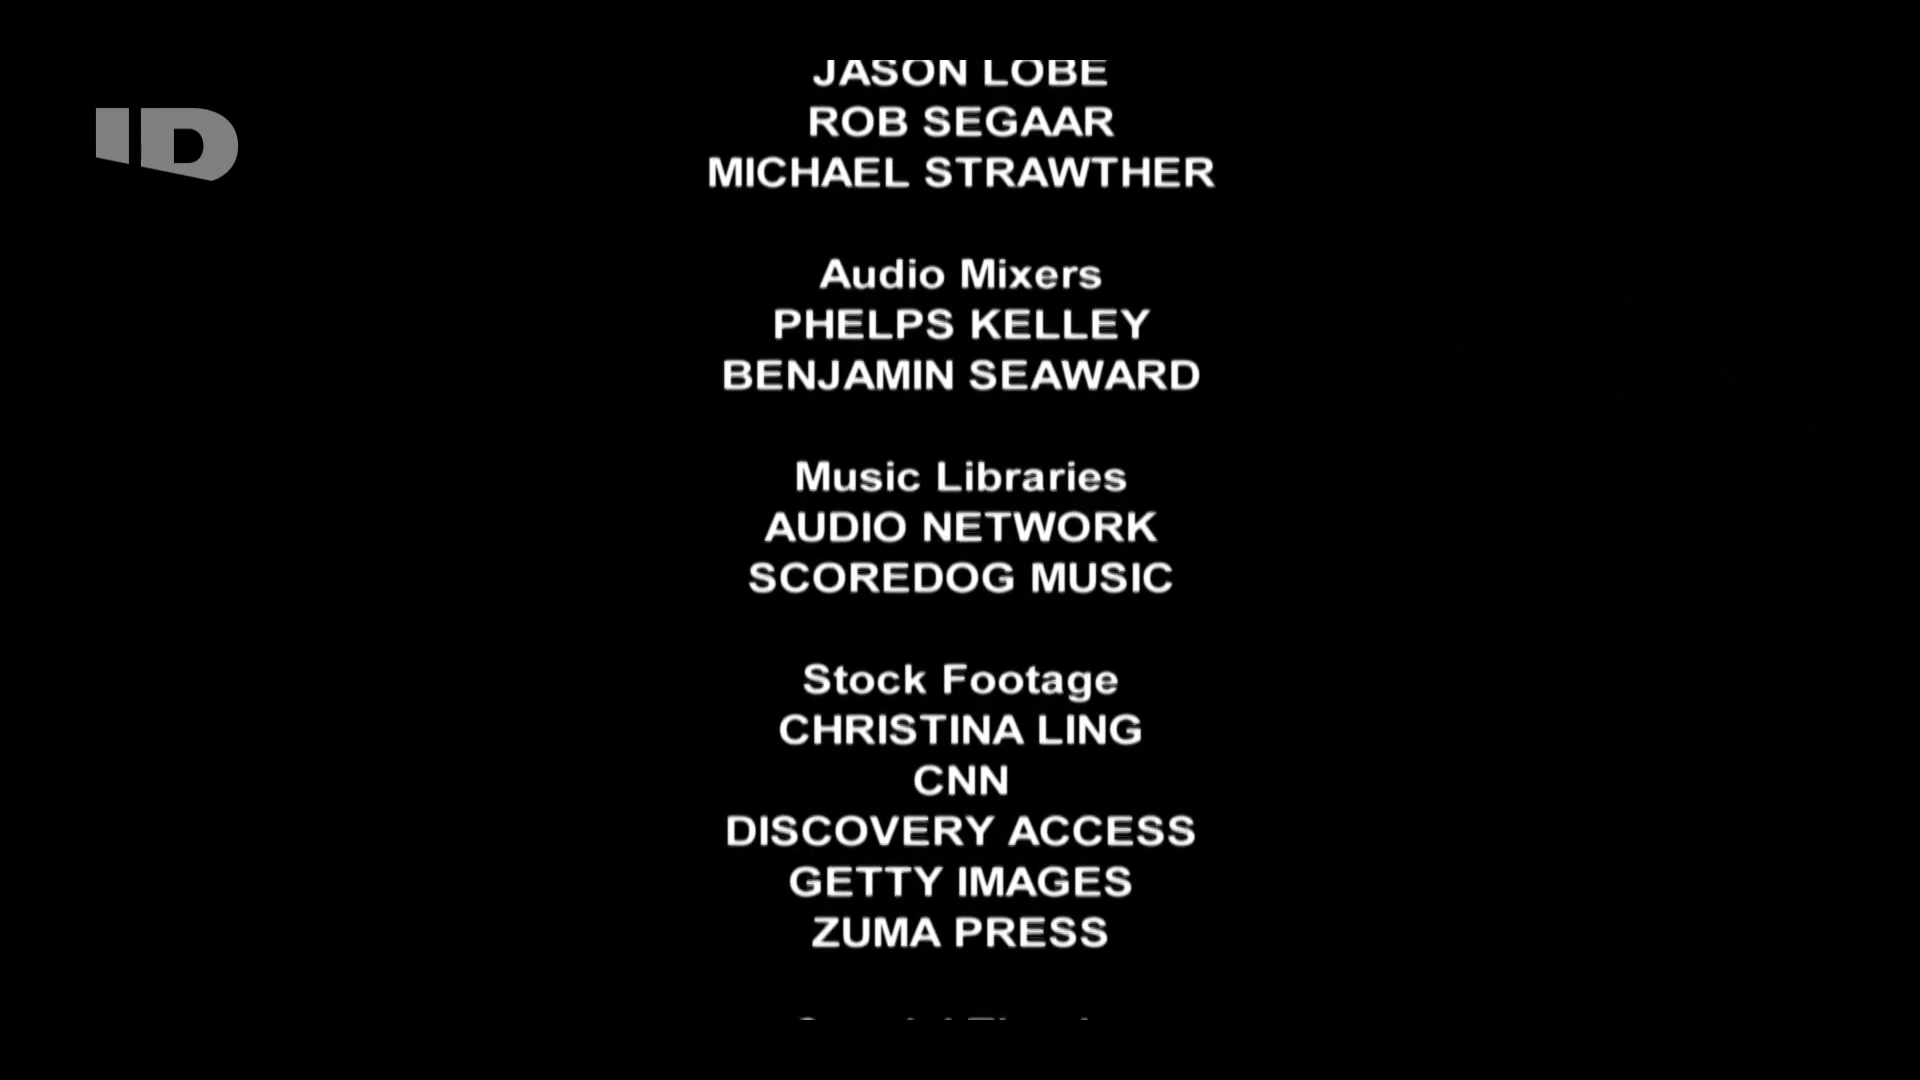 JASON LOBE
ID
ROB SEGAAR
MICHAEL STRAWTHER
Audio Mixers
PHELPS KELLEY
BENJAMIN SEAWARD
Music Libraries
AUDIO NETWORK
SCOREDOG MUSIC
Stock Footage
CHRISTINA LING
CNN
DISCOVERY ACCESS
GETTY IMAGES
ZUMA PRESS